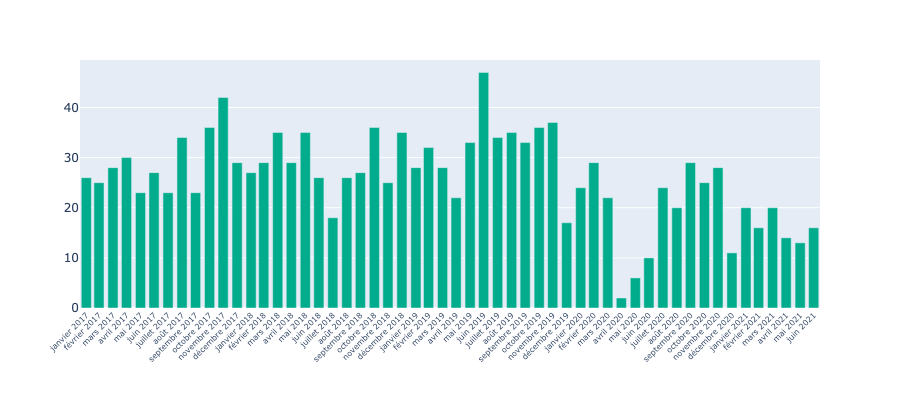 40
30
20
10
0
janvier 2017
février 2017
mars 2017
avril 2017
mai 2017
juin 2017
juillet 2017
août 2017
septembre 2017
octobre 2017
novembre 2017
décembre 2017
janvier 2018
février 2018
mars 2018
avril 2018
mai 2018
juin 2018
juillet 2018
août 2018
septembre 2018
octobre 2018
novembre 2018
décembre 2018
janvier 2019
février 2019
mars 2019
avril 2019
mai 2019
juin 2019
juillet 2019
août 2019
septembre 2019
octobre 2019
novembre 2019
décembre 2019
janvier 2020
février 2020
mars 2020
avril 2020
mai 2020
juin 2020
juillet 2020
août 2020
septembre 2020
octobre 2020
novembre 2020
décembre 2020
janvier 2021
février 2021
mars 2021
avril 2021
mai 2021
juin 2021